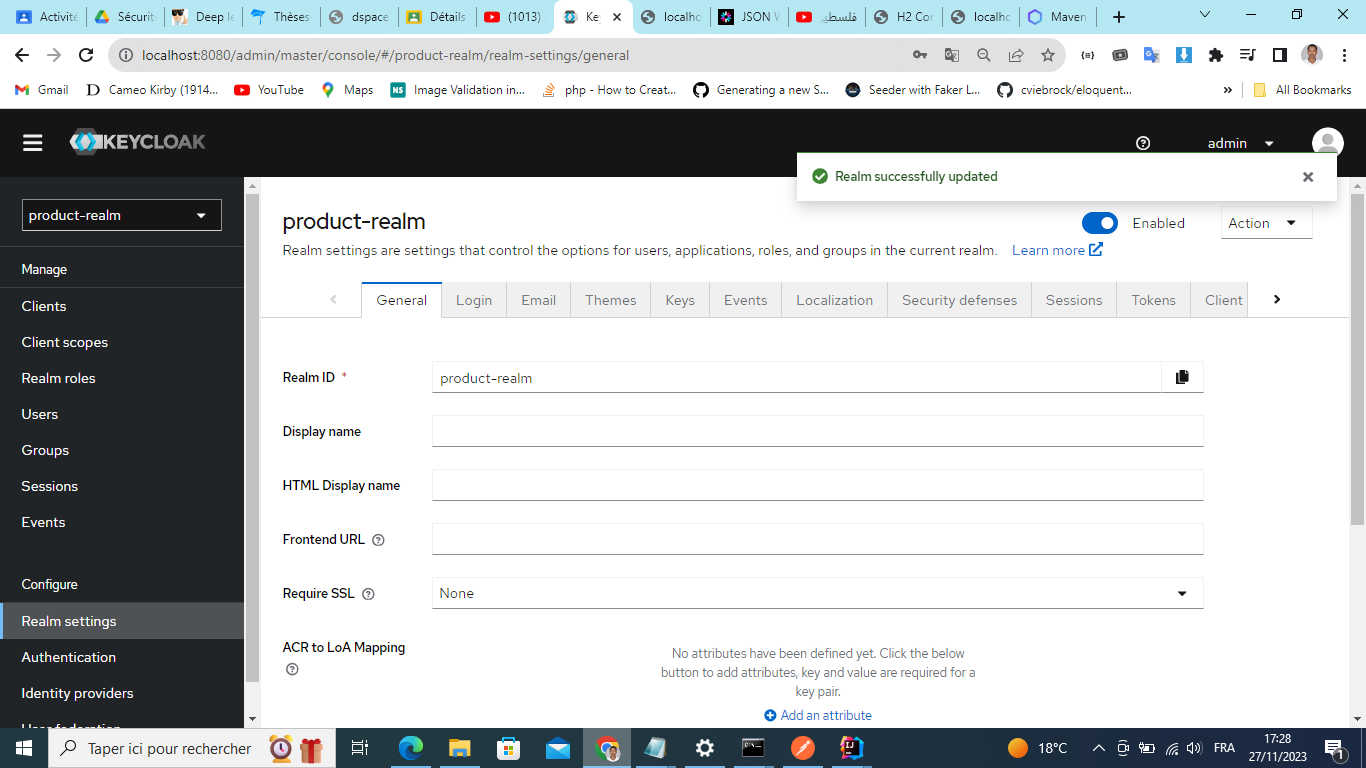 Activité
Sécurit
Deep le
Thèses
dspace
Détails
(1013)
Ke
localho
JSON V
فلسطين
H2 Cor
localho
Maven
localhost:8080/admin/master/console/#/product-realm/realm-settings/general
Gmail
Cameo Kirby (1914...
YouTube
Maps
Image Validation in...
php - How to Creat...
Generating a new S...
Seeder with Faker L...
cviebrock/eloquent...
»
All Bookmarks
KEYCLOAK
admin
Realm successfully updated
product-realm
product-realm
Enabled
Action
Realm settings are settings that control the options for users, applications, roles, and groups in the current realm. Learn more
Manage
Clients
Client scopes
Realm roles
Users
Groups
Sessions
Events
Configure
Realm settings
Authentication
Identity providers
User federation
General
Login
Email
Themes
Keys
Events
Localization
Security defenses
Sessions
Tokens
Client
Realm ID *
product-realm
Display name
HTML Display name
Frontend URL
Require SSL
None
ACR to LoA Mapping
No attributes have been defined yet. Click the below
button to add attributes, key and value are required for a
key pair.
Add an attribute
Taper ici pour rechercher
18°C
FRA
17:28
27/11/2023
1